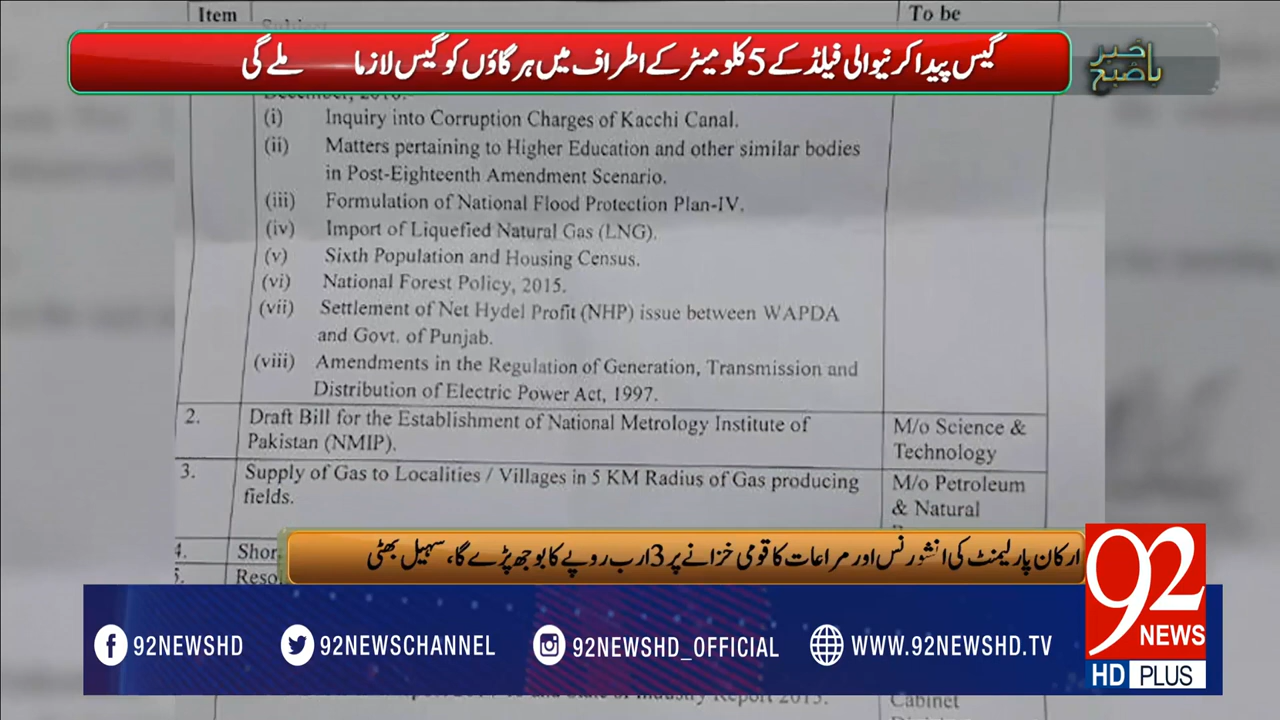 Item
To be
گیس پیدا کرنیوالی فیلڈ کے 5 کلومیٹر کے اطراف میں ہر گاؤں کو گیس لازما ملے گی
باخبر
صبح
(i) Inquiry into Corruption Charges of Kacchi Canal.
(ii) Matters pertaining to Higher Education and other similar bodies
in Post-Eighteenth Amendment Scenario.
(iii) Formulation of National Flood Protection Plan-IV.
(iv) Import of Liquefied Natural Gas (LNG).
(v) Sixth Population and Housing Census.
(vi) National Forest Policy, 2015.
(vii) Settlement of Net Hydel Profit (NHP) issue between WAPDA
and Govt. of Punjab.
(viii) Amendments in the Regulation of Generation, Transmission and
Distribution of Electric Power Act, 1997.
2. Draft Bill for the Establishment of National Metrology Institute of
Pakistan (NMIP).
M/o Science &
Technology
3. Supply of Gas to Localities / Villages in 5 KM Radius of Gas producing
fields.
M/o Petroleum
& Natural
4.
ارکان پارلیمنٹ کی انشورنس اور مراعات کا قومی خزانے پر 3 ارب روپے کا بوجھ پڑے گا، سہیل بھٹی
92
NEWS
HD PLUS
92NEWSHD
92NEWSCHANNEL
92NEWSHD_OFFICIAL
WWW.92NEWSHD.TV
Cabinet